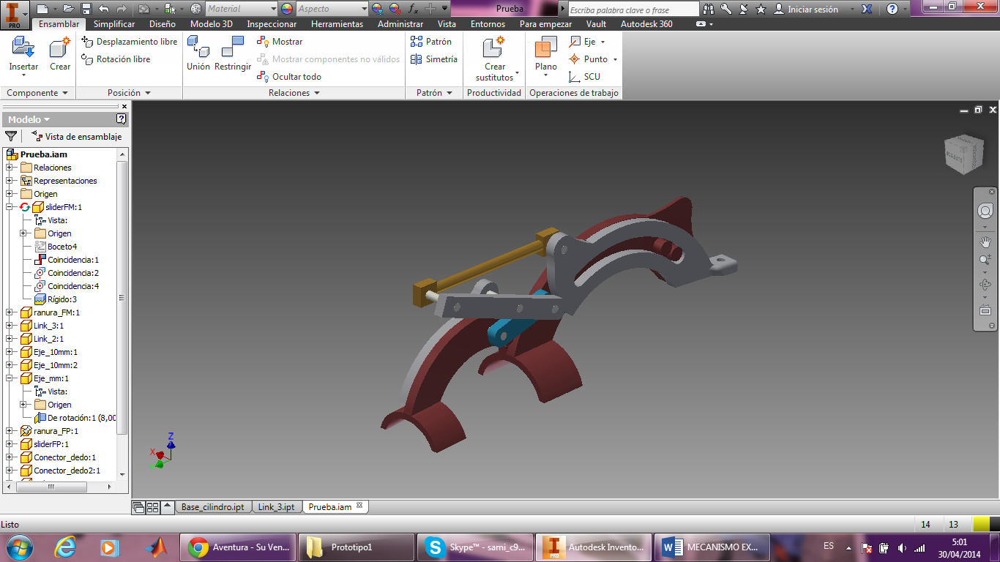 Material
Aspecto
Prueba
Escriba palabra clave o frase
Iniciar sesión
PRO
Ensamblar
Simplificar
Diseño
Modelo 3D
Inspeccionar
Herramientas
Administrar
Vista
Entornos
Para empezar
Vault
Autodesk 360
Insertar
Crear
Desplazamiento libre
Rotación libre
Unión
Restringir
Mostrar
Mostrar componentes no válidos
Ocultar todo
Patrón
Simetría
Crear
sustitutos
Plano
Eje
Punto
SCU
Componente
Posición
Relaciones
Patrón
Productividad
Operaciones de trabajo
Modelo
Vista de ensamblaje
Prueba.iam
Relaciones
Representaciones
Origen
sliderFM:1
Vista:
Origen
Boceto4
Coincidencia:1
Coincidencia:2
Coincidencia:4
Rígido:3
ranura_FM:1
Link_3:1
Link_2:1
Eje_10mm:1
Eje_10mm:2
Eje_mm:1
Vista:
Origen
De rotación:1 (8,00
ranura_FP:1
sliderFP:1
Conector_dedo:1
Conector_dedo2:1
Z
X
Base_cilindro.ipt
Link_3.ipt
Prueba.iam
Listo
14
13
Aventura - Su Ven...
Prototipo1
Skype™ - sami_c9...
PRO
Autodesk Invento...
MECANISMO EX...
ES
5:01
30/04/2014